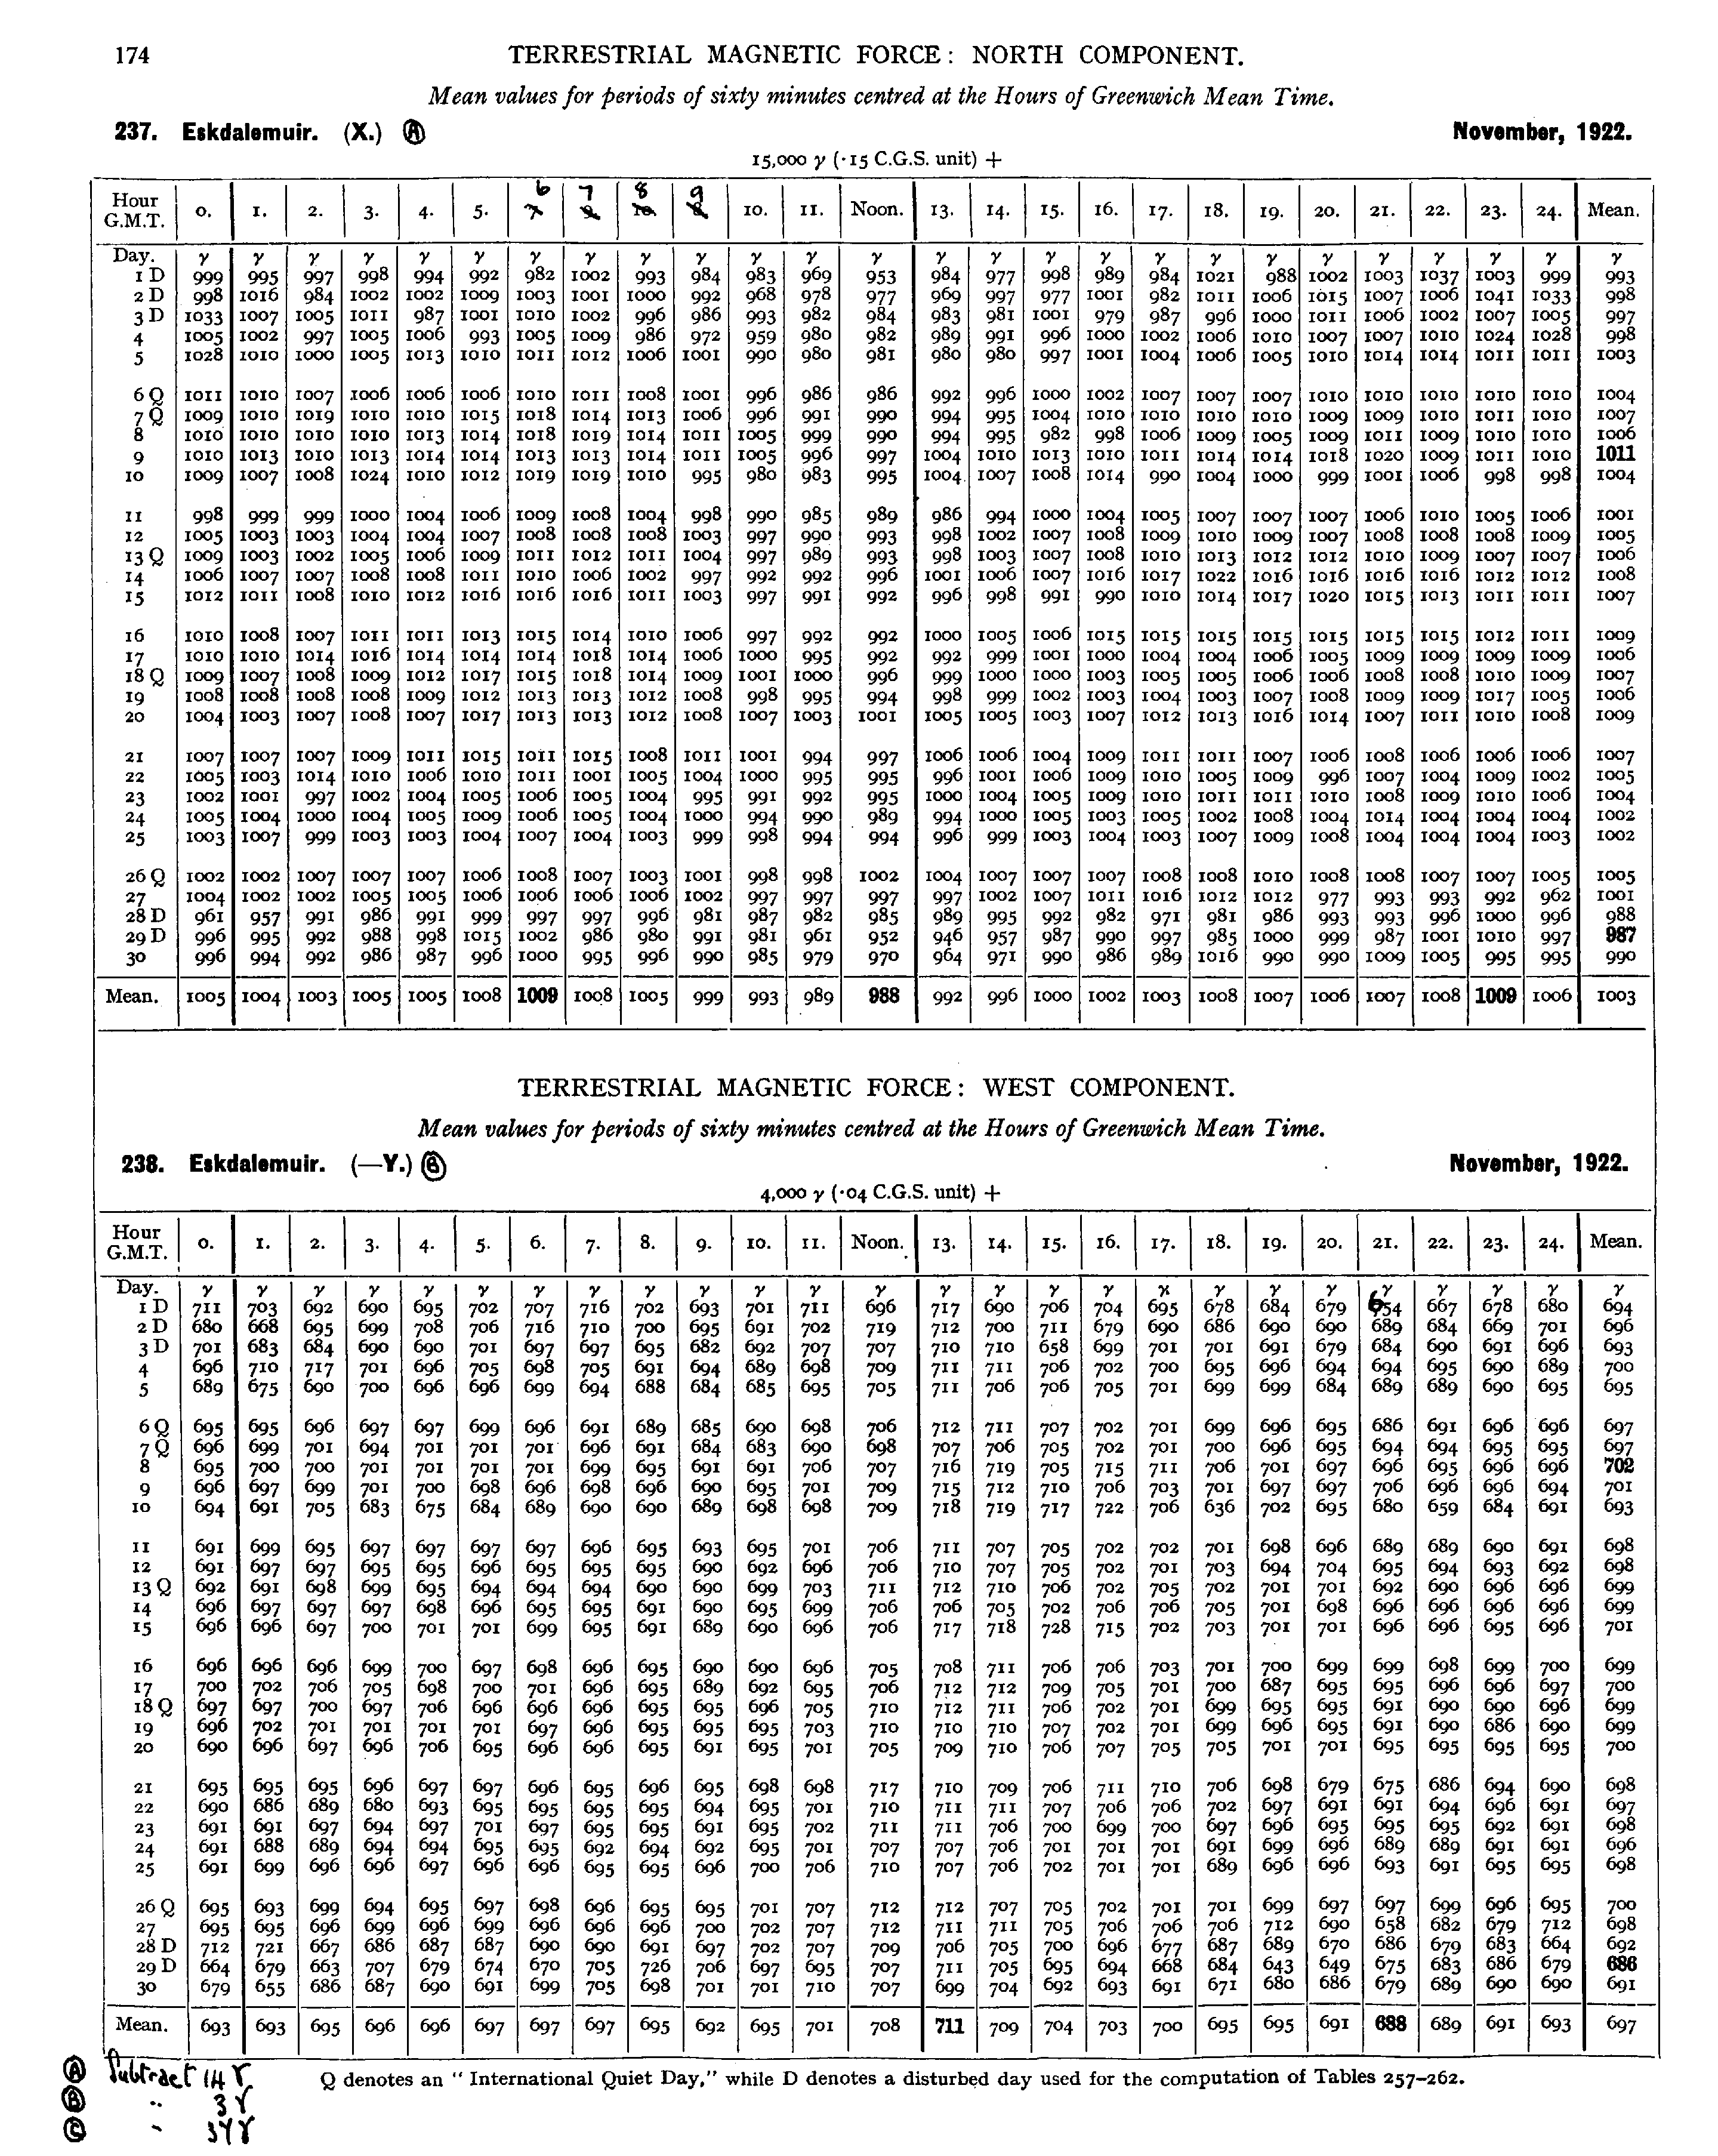 174 TERRESTRIAL MAGNETIC FORCE: NORTH COMPONENT.
Mean values for periods of sixty minutes centred at the Hours of Greenwich Mean Time.
237. Eskdalemuir. (X.) Ⓐ November, 1922.
15,000 γ (·15 C.G.S. unit) +
Hour G.M.T. 0. 1. 2. 3. 4. 5. 6 7 8 9 10. 11. Noon. 13. 14. 15. 16. 17. 18. 19. 20. 21. 22. 23. 24. Mean.
Day. γ γ γ γ γ γ γ γ γ γ γ γ γ γ γ γ γ γ γ γ γ γ γ γ γ γ
1 D 999 995 997 998 994 992 982 1002 993 984 983 969 953 984 977 998 989 984 1021 988 1002 1003 1037 1003 999 993
2 D 998 1016 984 1002 1002 1009 1003 1001 1000 992 968 978 977 969 997 977 1001 982 1011 1006 1015 1007 1006 1041 1033 998
3 D 1033 1007 1005 1011 987 1001 1010 1002 996 986 993 982 984 983 981 1001 979 987 996 1000 1011 1006 1002 1007 1005 997
4 1005 1002 997 1005 1006 993 1005 1009 986 972 959 980 982 989 991 996 1000 1002 1006 1010 1007 1007 1010 1024 1028 998
5 1028 1010 1000 1005 1013 1010 1011 1012 1006 1001 990 980 981 980 980 997 1001 1004 1006 1005 1010 1014 1014 1011 1011 1003
6 Q 1011 1010 1007 1006 1006 1006 1010 1011 1008 1001 996 986 986 992 996 1000 1002 1007 1007 1007 1010 1010 1010 1010 1010 1004
7 Q 1009 1010 1019 1010 1010 1015 1018 1014 1013 1006 996 991 990 994 995 1004 1010 1010 1010 1010 1009 1009 1010 1011 1010 1007
8 1010 1010 1010 1010 1013 1014 1018 1019 1014 1011 1005 999 990 994 995 982 998 1006 1009 1005 1009 1011 1009 1010 1010 1006
9 1010 1013 1010 1013 1014 1014 1013 1013 1014 1011 1005 996 997 1004 1010 1013 1010 1011 1014 1014 1018 1020 1009 1011 1010 1011
10 1009 1007 1008 1024 1010 1012 1019 1019 1010 995 980 983 995 1004 1007 1008 1014 990 1004 1000 999 1001 1006 998 998 1004
11 998 999 999 1000 1004 1006 1009 1008 1004 998 990 985 989 986 994 1000 1004 1005 1007 1007 1007 1006 1010 1005 1006 1001
12 1005 1003 1003 1004 1004 1007 1008 1008 1008 1003 997 990 993 998 1002 1007 1008 1009 1010 1009 1007 1008 1008 1008 1009 1005
13 Q 1009 1003 1002 1005 1006 1009 1011 1012 1011 1004 997 989 993 998 1003 1007 1008 1010 1013 1012 1012 1010 1009 1007 1007 1006
14 1006 1007 1007 1008 1008 1011 1010 1006 1002 997 992 992 996 1001 1006 1007 1016 1017 1022 1016 1016 1016 1016 1012 1012 1008
15 1012 1011 1008 1010 1012 1016 1016 1016 1011 1003 997 991 992 996 998 991 990 1010 1014 1017 1020 1015 1013 1011 1011 1007
16 1010 1008 1007 1011 1011 1013 1015 1014 1010 1006 997 992 992 1000 1005 1006 1015 1015 1015 1015 1015 1015 1015 1012 1011 1009
17 1010 1010 1014 1016 1014 1014 1014 1018 1014 1006 1000 995 992 992 999 1001 1000 1004 1004 1006 1005 1009 1009 1009 1009 1006
18 Q 1009 1007 1008 1009 1012 1017 1015 1018 1014 1009 1001 1000 996 999 1000 1000 1003 1005 1005 1006 1006 1008 1008 1010 1009 1007
19 1008 1008 1008 1008 1009 1012 1013 1013 1012 1008 998 995 994 998 999 1002 1003 1004 1003 1007 1008 1009 1009 1017 1005 1006
20 1004 1003 1007 1008 1007 1017 1013 1013 1012 1008 1007 1003 1001 1005 1005 1003 1007 1012 1013 1016 1014 1007 1011 1010 1008 1009
21 1007 1007 1007 1009 1011 1015 1011 1015 1008 1011 1001 994 997 1006 1006 1004 1009 1011 1011 1007 1006 1008 1006 1006 1006 1007
22 1005 1003 1014 1010 1006 1010 1011 1001 1005 1004 1000 995 995 996 1001 1006 1009 1010 1005 1009 996 1007 1004 1009 1002 1005
23 1002 1001 997 1002 1004 1005 1006 1005 1004 995 991 992 995 1000 1004 1005 1009 1010 1011 1011 1010 1008 1009 1010 1006 1004
24 1005 1004 1000 1004 1005 1009 1006 1005 1004 1000 994 990 989 994 1000 1005 1003 1005 1002 1008 1004 1014 1004 1004 1004 1002
25 1003 1007 999 1003 1003 1004 1007 1004 1003 999 998 994 994 996 999 1003 1004 1003 1007 1009 1008 1004 1004 1004 1003 1002
26 Q 1002 1002 1007 1007 1007 1006 1008 1007 1003 1001 998 998 1002 1004 1007 1007 1007 1008 1008 1010 1008 1008 1007 1007 1005 1005
27 1004 1002 1002 1005 1005 1006 1006 1006 1006 1002 997 997 997 997 1002 1007 1011 1016 1012 1012 977 993 993 992 962 1001
28 D 961 957 991 986 991 999 997 997 996 981 987 982 985 989 995 992 982 971 981 986 993 993 996 1000 996 988
29 D 996 995 992 988 998 1015 1002 986 980 991 981 961 952 946 957 987 990 997 985 1000 999 987 1001 1010 997 987
30 996 994 992 986 987 996 1000 995 996 990 985 979 970 964 971 990 986 989 1016 990 990 1009 1005 995 995 990
Mean. 1005 1004 1003 1005 1005 1008 1009 1008 1005 999 993 989 988 992 996 1000 1002 1003 1008 1007 1006 1007 1008 1009 1006 1003
TERRESTRIAL MAGNETIC FORCE: WEST COMPONENT.
Mean values for periods of sixty minutes centred at the Hours of Greenwich Mean Time.
238. Eskdalemuir. (—Y.) Ⓑ November, 1922.
4,000 γ (·04 C.G.S. unit) +
Hour G.M.T. 0. 1. 2. 3. 4. 5. 6. 7. 8. 9. 10. 11. Noon. 13. 14. 15. 16. 17. 18. 19. 20. 21. 22. 23. 24. Mean.
Day. γ γ γ γ γ γ γ γ γ γ γ γ γ γ γ γ γ γ γ γ γ γ γ γ γ γ
1 D 711 703 692 690 695 702 707 716 702 693 701 711 696 717 690 706 704 695 678 684 679 654 667 678 680 694
2 D 680 668 695 699 708 706 716 710 700 695 691 702 719 712 700 711 679 690 686 690 690 689 684 669 701 696
3 D 701 683 684 690 690 701 697 697 695 682 692 707 707 710 710 658 699 701 701 691 679 684 690 691 696 693
4 696 710 717 701 696 705 698 705 691 694 689 698 709 711 711 706 702 700 695 696 694 694 695 690 689 700
5 689 675 690 700 696 696 699 694 688 684 685 695 705 711 706 706 705 701 699 699 684 689 689 690 695 695
6 Q 695 695 696 697 697 699 696 691 689 685 690 698 706 712 711 707 702 701 699 696 695 686 691 696 696 697
7 Q 696 699 701 694 701 701 701 696 691 684 683 690 698 707 706 705 702 701 700 696 695 694 694 695 695 697
8 695 700 700 701 701 701 701 699 695 691 691 706 707 716 719 705 715 711 706 701 697 696 695 696 696 702
9 696 697 699 701 700 698 696 698 696 690 695 701 709 715 712 710 706 703 701 697 697 706 696 696 694 701
10 694 691 705 683 675 684 689 690 690 689 698 698 709 718 719 717 722 706 636 702 695 680 659 684 691 693
11 691 699 695 697 697 697 697 696 695 693 695 701 706 711 707 705 702 702 701 698 696 689 689 690 691 698
12 691 697 697 695 695 695 695 695 695 690 692 696 706 710 707 705 702 701 703 694 704 695 694 693 692 698
13 Q 692 691 698 699 695 694 694 694 690 690 699 703 711 712 710 706 702 705 702 701 701 692 690 696 696 699
14 696 697 697 697 698 696 695 695 691 690 695 699 706 706 705 702 706 706 705 701 698 696 696 696 696 699
15 696 696 697 700 701 701 699 695 691 689 690 696 706 717 718 728 715 702 703 701 701 696 696 695 696 701
16 696 696 696 699 700 697 698 696 695 690 690 696 705 708 711 706 706 703 701 700 699 699 698 699 700 699
17 700 702 706 705 698 700 701 696 695 689 692 695 706 712 712 709 705 701 700 687 695 695 696 696 697 700
18 Q 697 697 700 697 706 696 696 696 695 695 696 705 710 712 711 706 702 701 699 695 695 691 690 690 696 699
19 696 702 701 701 701 701 697 696 695 695 695 703 710 710 710 707 702 701 699 696 695 691 690 686 690 699
20 690 696 697 696 706 695 696 696 695 691 695 701 705 709 710 706 707 705 705 701 701 695 695 695 695 700
21 695 695 695 696 697 697 696 695 696 695 698 698 717 710 709 706 711 710 706 698 679 675 686 694 690 698
22 690 686 689 680 693 695 695 695 695 694 695 701 710 711 711 707 706 706 702 697 691 691 694 696 691 697
23 691 691 697 694 697 701 697 695 695 691 695 702 711 711 706 700 699 700 697 696 695 695 695 692 691 698
24 691 688 689 694 694 695 695 692 694 692 695 701 707 707 706 701 701 701 691 699 696 689 689 691 691 696
25 691 699 696 696 697 696 696 695 695 696 700 706 710 707 706 702 701 701 689 696 696 693 691 695 695 698
26 Q 695 693 699 694 695 697 698 696 695 695 701 707 712 712 707 705 702 701 701 699 697 697 699 696 695 700
27 695 695 696 699 696 699 696 696 696 700 702 707 712 711 711 705 706 706 706 712 690 658 682 679 712 698
28 D 712 721 667 686 687 687 690 690 691 697 702 707 709 706 705 700 696 677 687 689 670 686 679 683 664 692
29 D 664 679 663 707 679 674 670 705 726 706 697 695 707 711 705 695 694 668 684 643 649 675 683 686 679 686
30 679 655 686 687 690 691 699 705 698 701 701 710 707 699 704 692 693 691 671 680 686 679 689 690 690 691
Mean. 693 693 695 696 696 697 697 697 695 692 695 701 708 711 709 704 703 700 695 695 691 688 689 691 693 697
Ⓐ Subtract 14 γ. Q denotes an “ International Quiet Day,” while D denotes a disturbed day used for the computation of Tables 257–262.
Ⓑ „ 3 γ
Ⓒ „ 34 γ